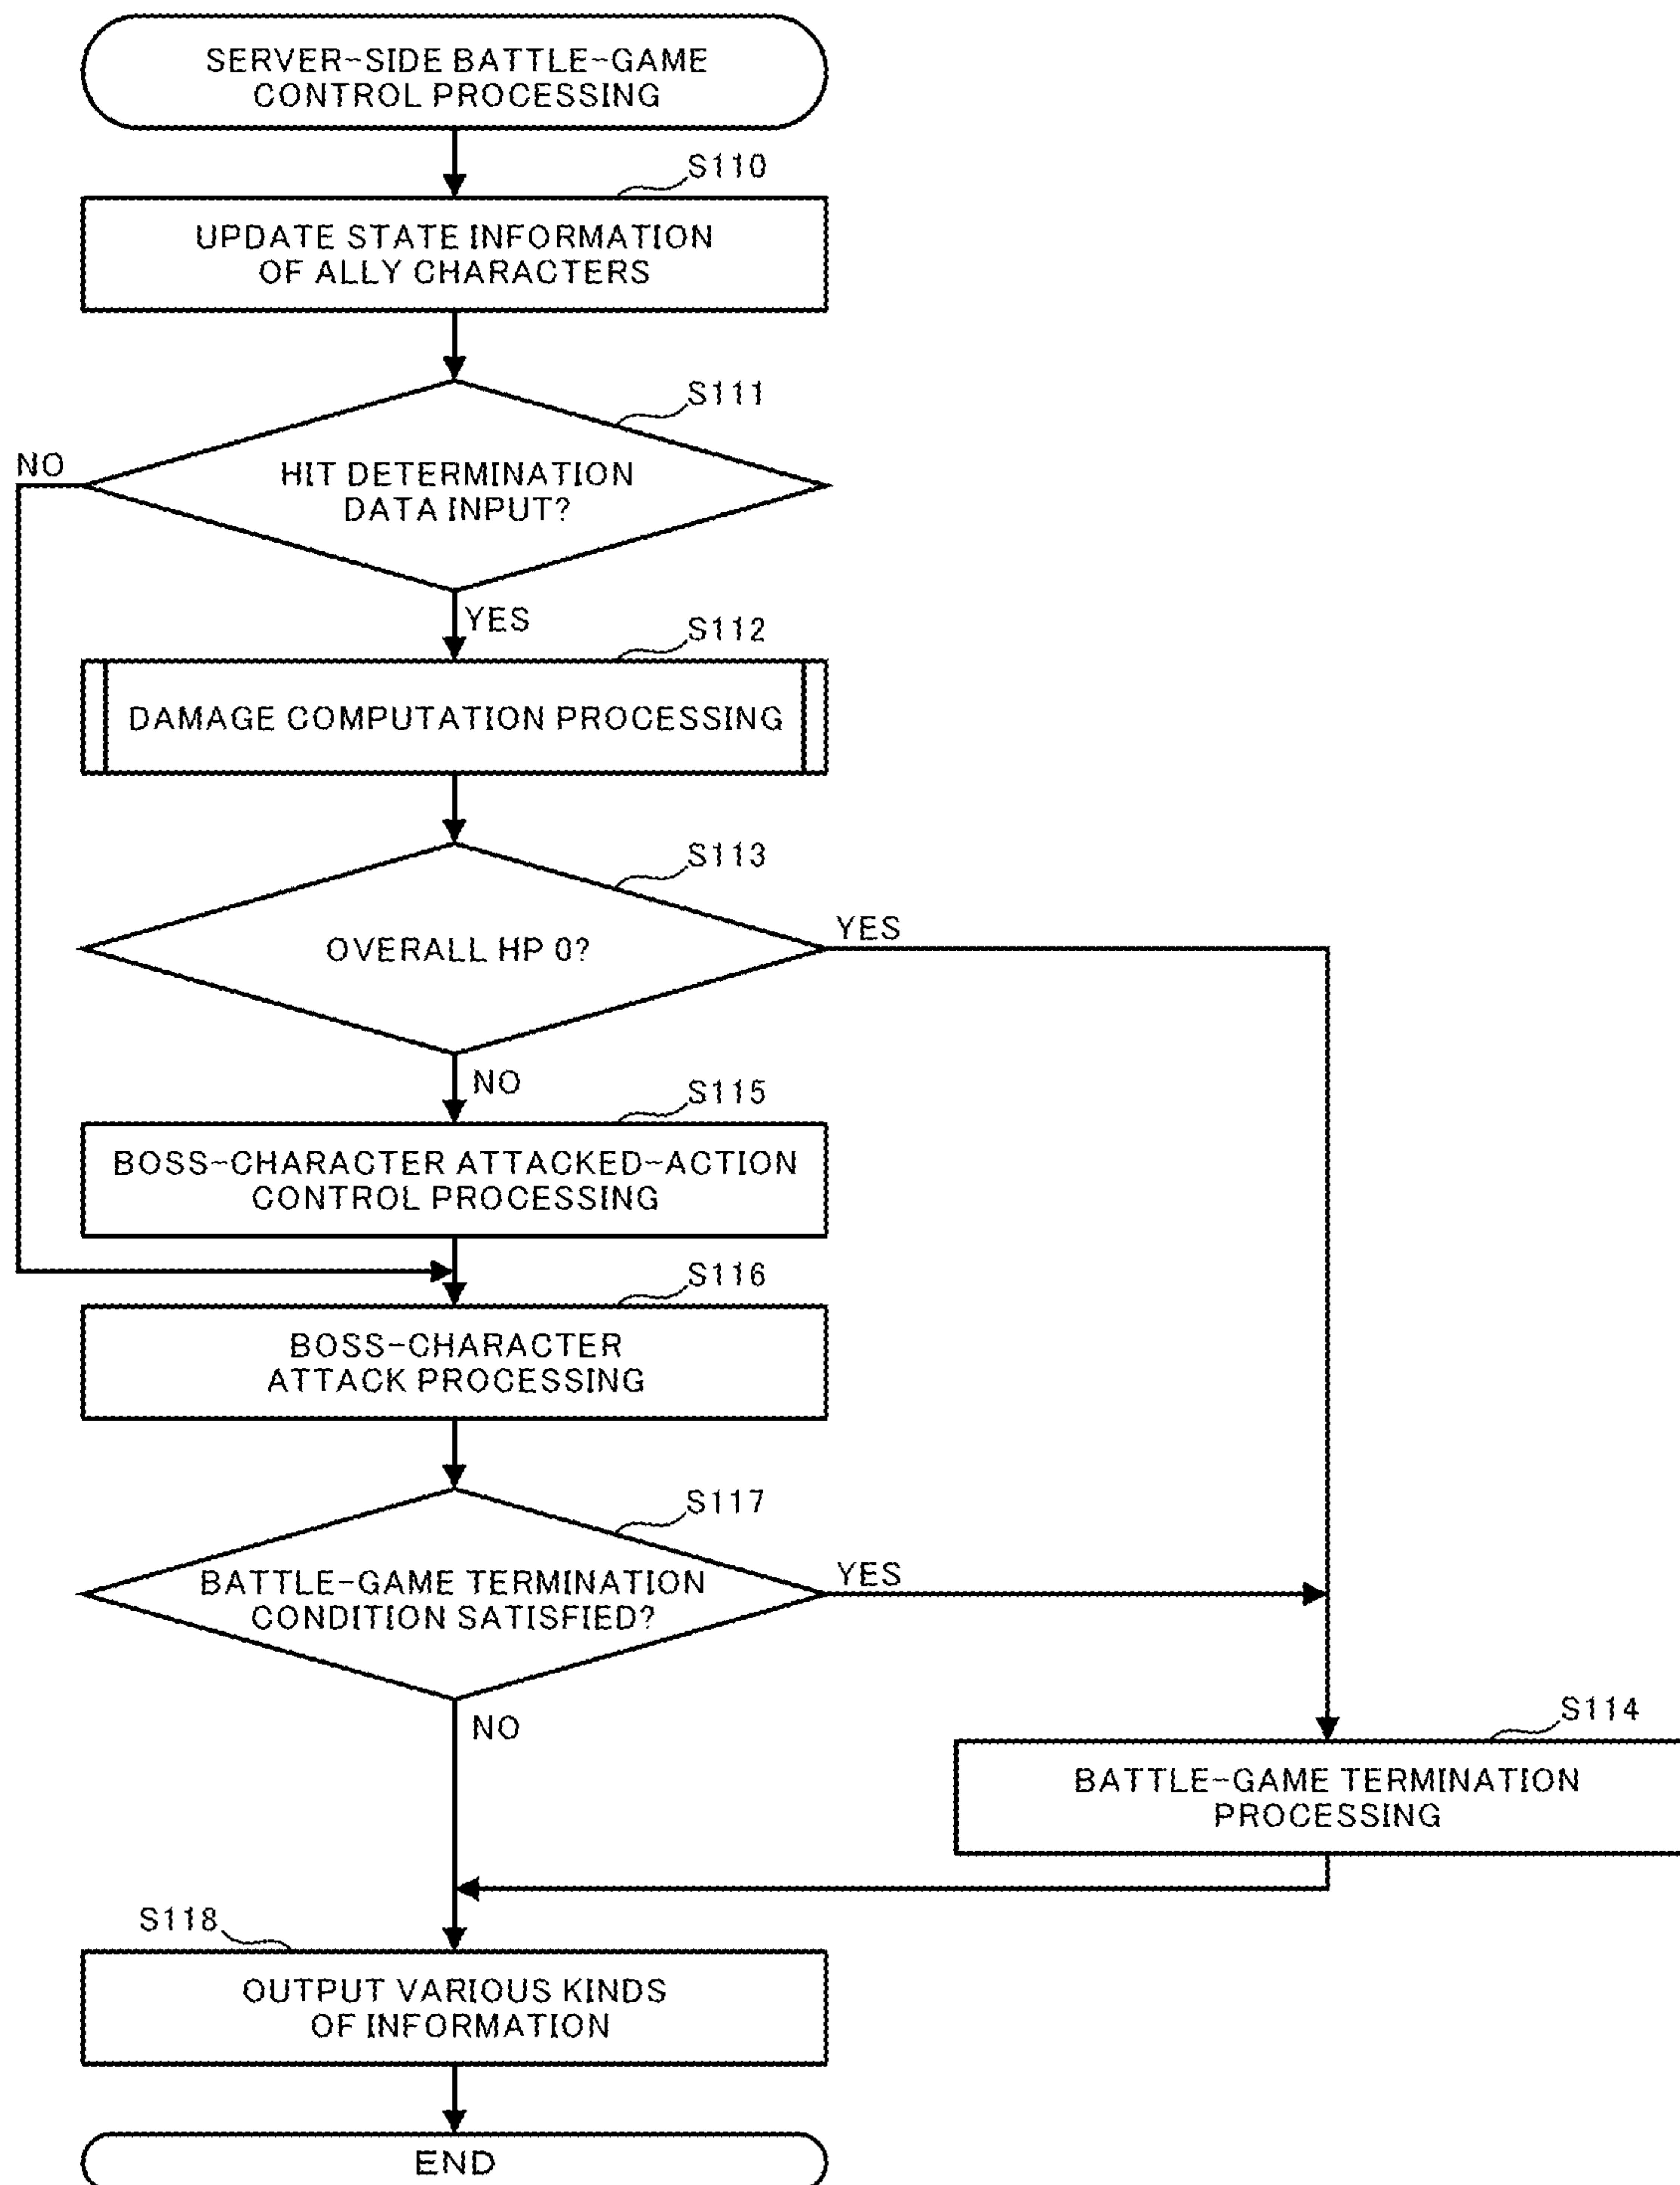 SERVER-SIDE BATTLE-GAME
CONTROL PROCESSING
S110
UPDATE STATE INFORMATION
OF ALLY CHARACTERS
S111
NO
HIT DETERMINATION
DATA INPUT?
YES
S112
DAMAGE COMPUTATION PROCESSING
S113
YES
OVERALL HP 0?
NO
S115
BOSS-CHARACTER ATTACKED-ACTION
CONTROL PROCESSING
S116
BOSS-CHARACTER
ATTACK PROCESSING
S117
YES
BATTLE-GAME TERMINATION
CONDITION SATISFIED?
NO
S114
BATTLE-GAME TERMINATION
PROCESSING
S118
OUTPUT VARIOUS KINDS
OF INFORMATION
END